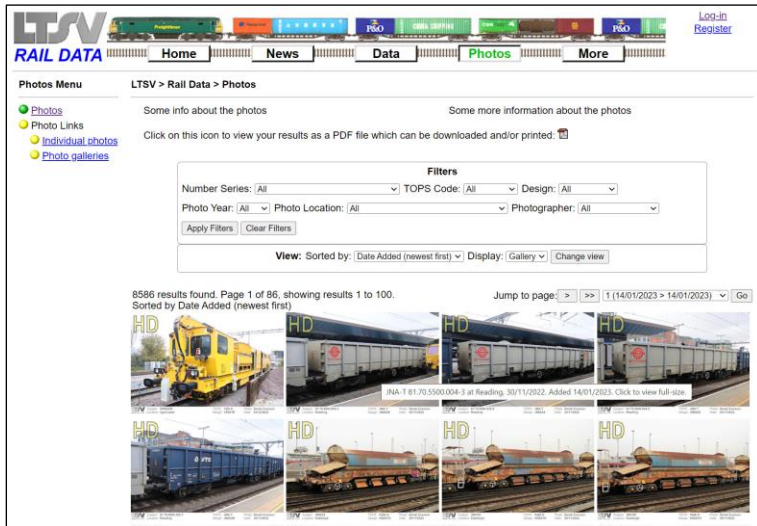 LTSV
RAIL DATA
Freightliner
P&O
CHINA SHIPPING
P&O
Log-in
Register
Home
News
Data
Photos
More
Photos Menu
Photos
Photo Links
Individual photos
Photo galleries
LTSV > Rail Data > Photos
Some info about the photos
Some more information about the photos
Click on this icon to view your results as a PDF file which can be downloaded and/or printed:
Filters
Number Series: All TOPS Code: All Design: All
Photo Year: All Photo Location: All Photographer: All
Apply Filters Clear Filters
View: Sorted by: Date Added (newest first) Display: Gallery Change view
8586 results found. Page 1 of 86, showing results 1 to 100.
Sorted by Date Added (newest first)
Jump to page: > >> 1 (14/01/2023 > 14/01/2023) Go
HD HD HD HD
JNA-T 81.70.5500.004-3 at Reading. 30/11/2022. Added 14/01/2023. Click to view full-size.
HD HD HD HD